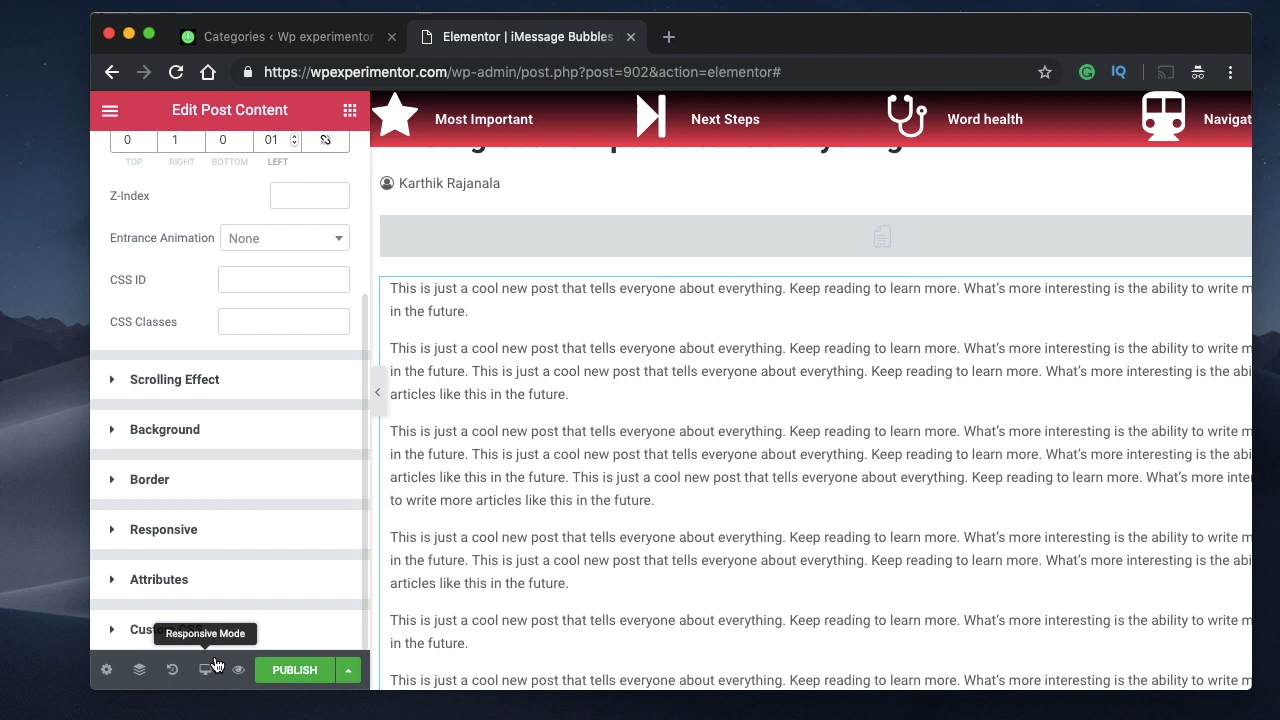 Categories ‹ Wp experimentor
Elementor | iMessage Bubbles
https://wpexperimentor.com/wp-admin/post.php?post=902&action=elementor#
IQ
Edit Post Content
Most Important
Next Steps
Word health
Navigat
0 1 0 01
TOP RIGHT BOTTOM LEFT
Z-Index
Entrance Animation None
CSS ID
CSS Classes
Scrolling Effect
Background
Border
Responsive
Attributes
Responsive Mode
PUBLISH
Karthik Rajanala
This is just a cool new post that tells everyone about everything. Keep reading to learn more. What's more interesting is the ability to write m
in the future.
This is just a cool new post that tells everyone about everything. Keep reading to learn more. What's more interesting is the ability to write m
in the future. This is just a cool new post that tells everyone about everything. Keep reading to learn more. What's more interesting is the abi
articles like this in the future.
This is just a cool new post that tells everyone about everything. Keep reading to learn more. What's more interesting is the ability to write m
in the future. This is just a cool new post that tells everyone about everything. Keep reading to learn more. What's more interesting is the abi
articles like this in the future. This is just a cool new post that tells everyone about everything. Keep reading to learn more. What's more inte
to write more articles like this in the future.
This is just a cool new post that tells everyone about everything. Keep reading to learn more. What's more interesting is the ability to write m
in the future. This is just a cool new post that tells everyone about everything. Keep reading to learn more. What's more interesting is the abi
articles like this in the future.
This is just a cool new post that tells everyone about everything. Keep reading to learn more. What's more interesting is the ability to write m
in the future.
This is just a cool new post that tells everyone about everything. Keep reading to learn more. What's more interesting is the ability to write m